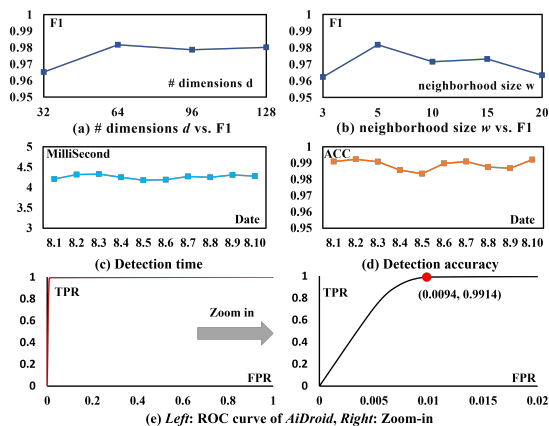 F1
1
0.99
0.98
0.97
0.96
0.95
# dimensions d
32 64 96 128
(a) # dimensions d vs. F1
F1
1
0.99
0.98
0.97
0.96
0.95
neighborhood size w
3 5 10 15 20
(b) neighborhood size w vs. F1
MilliSecond
5
4.5
4
3.5
3
Date
8.1 8.2 8.3 8.4 8.5 8.6 8.7 8.8 8.9 8.10
(c) Detection time
ACC
1
0.99
0.98
0.97
0.96
0.95
Date
8.1 8.2 8.3 8.4 8.5 8.6 8.7 8.8 8.9 8.10
(d) Detection accuracy
TPR
1
0.8
0.6
0.4
0.2
0
FPR
0 0.2 0.4 0.6 0.8 1
Zoom in
TPR
1
0.8
0.6
0.4
0.2
0
(0.0094, 0.9914)
FPR
0 0.005 0.01 0.015 0.02
(e) Left: ROC curve of AiDroid, Right: Zoom-in